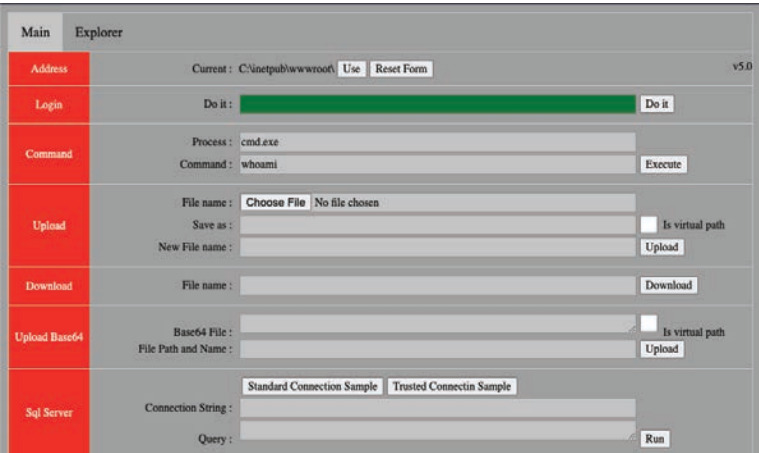 Main Explorer
Address Current : C:\inetpub\wwwroot\ Use Reset Form v5.0
Login Do it : Do it
Process : cmd.exe
Command
Command : whoami Execute
File name : Choose File No file chosen
Upload Save as : Is virtual path
New File name : Upload
Download File name : Download
Upload Base64 Base64 File : Is virtual path
File Path and Name : Upload
Standard Connection Sample Trusted Connectin Sample
Sql Server Connection String :
Query : Run